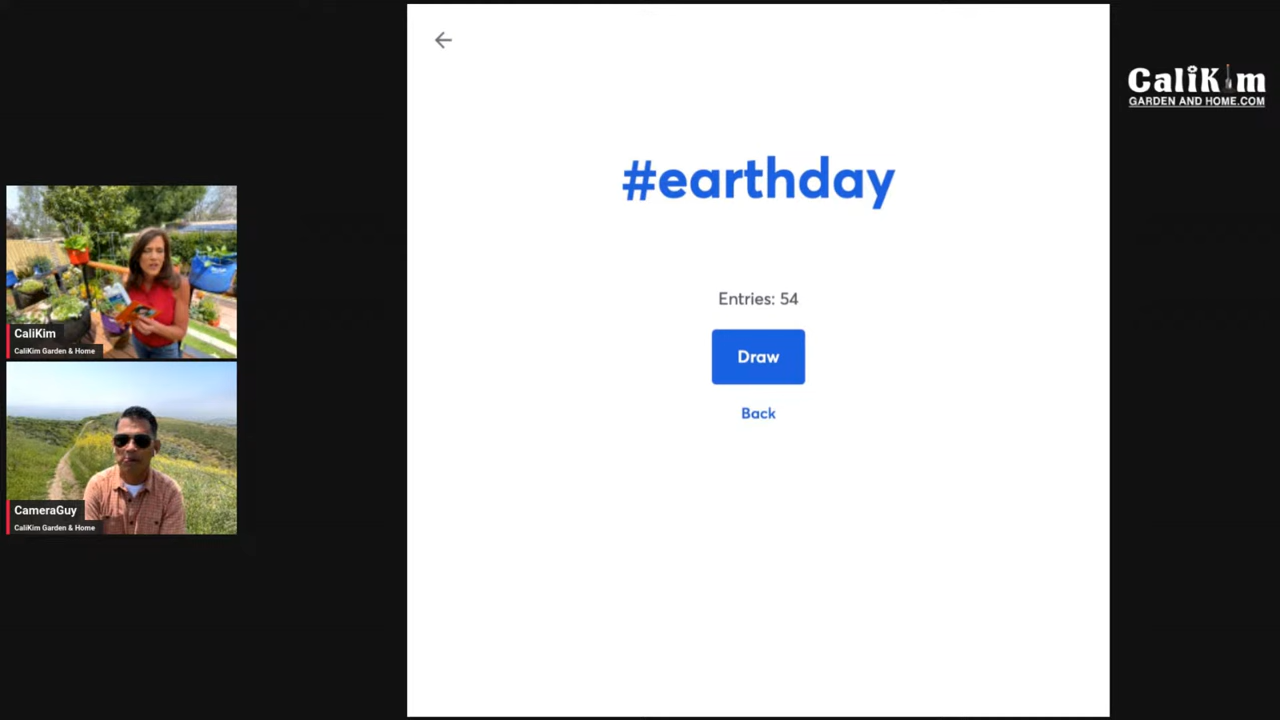 #earthday
Entries: 54
Draw
Back
CaliKim
GARDEN AND HOME.COM
CaliKim
CaliKim Garden & Home
CameraGuy
CaliKim Garden & Home